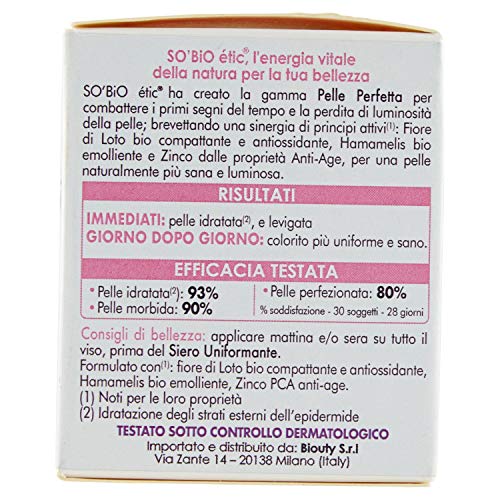 SO'BiO étic®, l'energia vitale
della natura per la tua bellezza
SO'BiO étic® ha creato la gamma Pelle Perfetta per
combattere i primi segni del tempo e la perdita di luminosità
della pelle; brevettando una sinergia di principi attivi(1): Fiore
di Loto bio compattante e antiossidante, Hamamelis bio
emolliente e Zinco dalle proprietà Anti-Age, per una pelle
naturalmente più sana e luminosa.
RISULTATI
IMMEDIATI: pelle idratata(2), e levigata
GIORNO DOPO GIORNO: colorito più uniforme e sano.
EFFICACIA TESTATA
• Pelle idratata(2): 93% • Pelle perfezionata: 80%
• Pelle morbida: 90% % soddisfazione - 30 soggetti - 28 giorni
Consigli di bellezza: applicare mattina e/o sera su tutto il
viso, prima del Siero Uniformante.
Formulato con(1): fiore di Loto bio compattante e antiossidante,
Hamamelis bio emolliente, Zinco PCA anti-age.
(1) Noti per le loro proprietà
(2) Idratazione degli strati esterni dell'epidermide
TESTATO SOTTO CONTROLLO DERMATOLOGICO
Importato e distribuito da: Biouty S.r.l
Via Zante 14 – 20138 Milano (Italy)